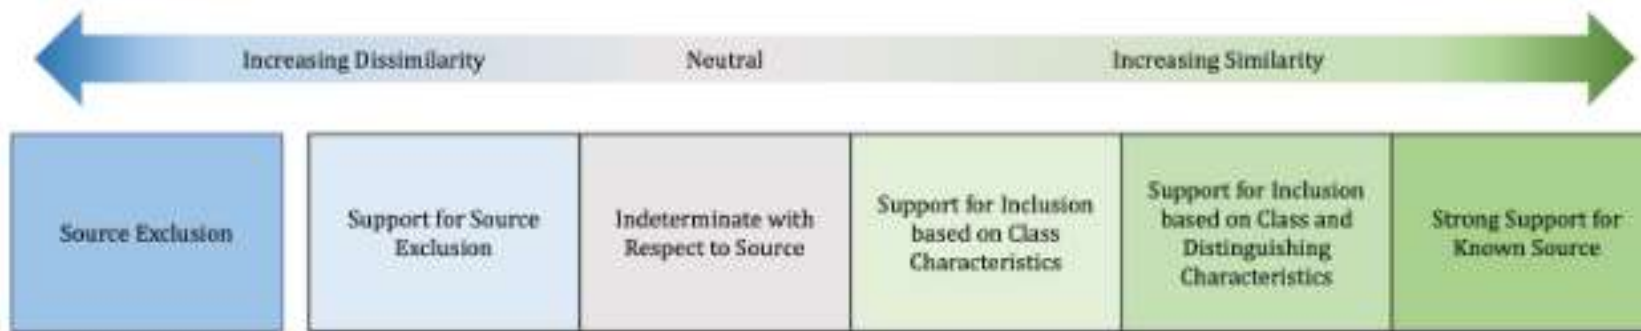 Increasing Dissimilarity
Neutral
Increasing Similarity
Source Exclusion
Support for Source
Exclusion
Indeterminate with
Respect to Source
Support for Inclusion
based on Class
Characteristics
Support for Inclusion
based on Class and
Distinguishing
Characteristics
Strong Support for
Known Source